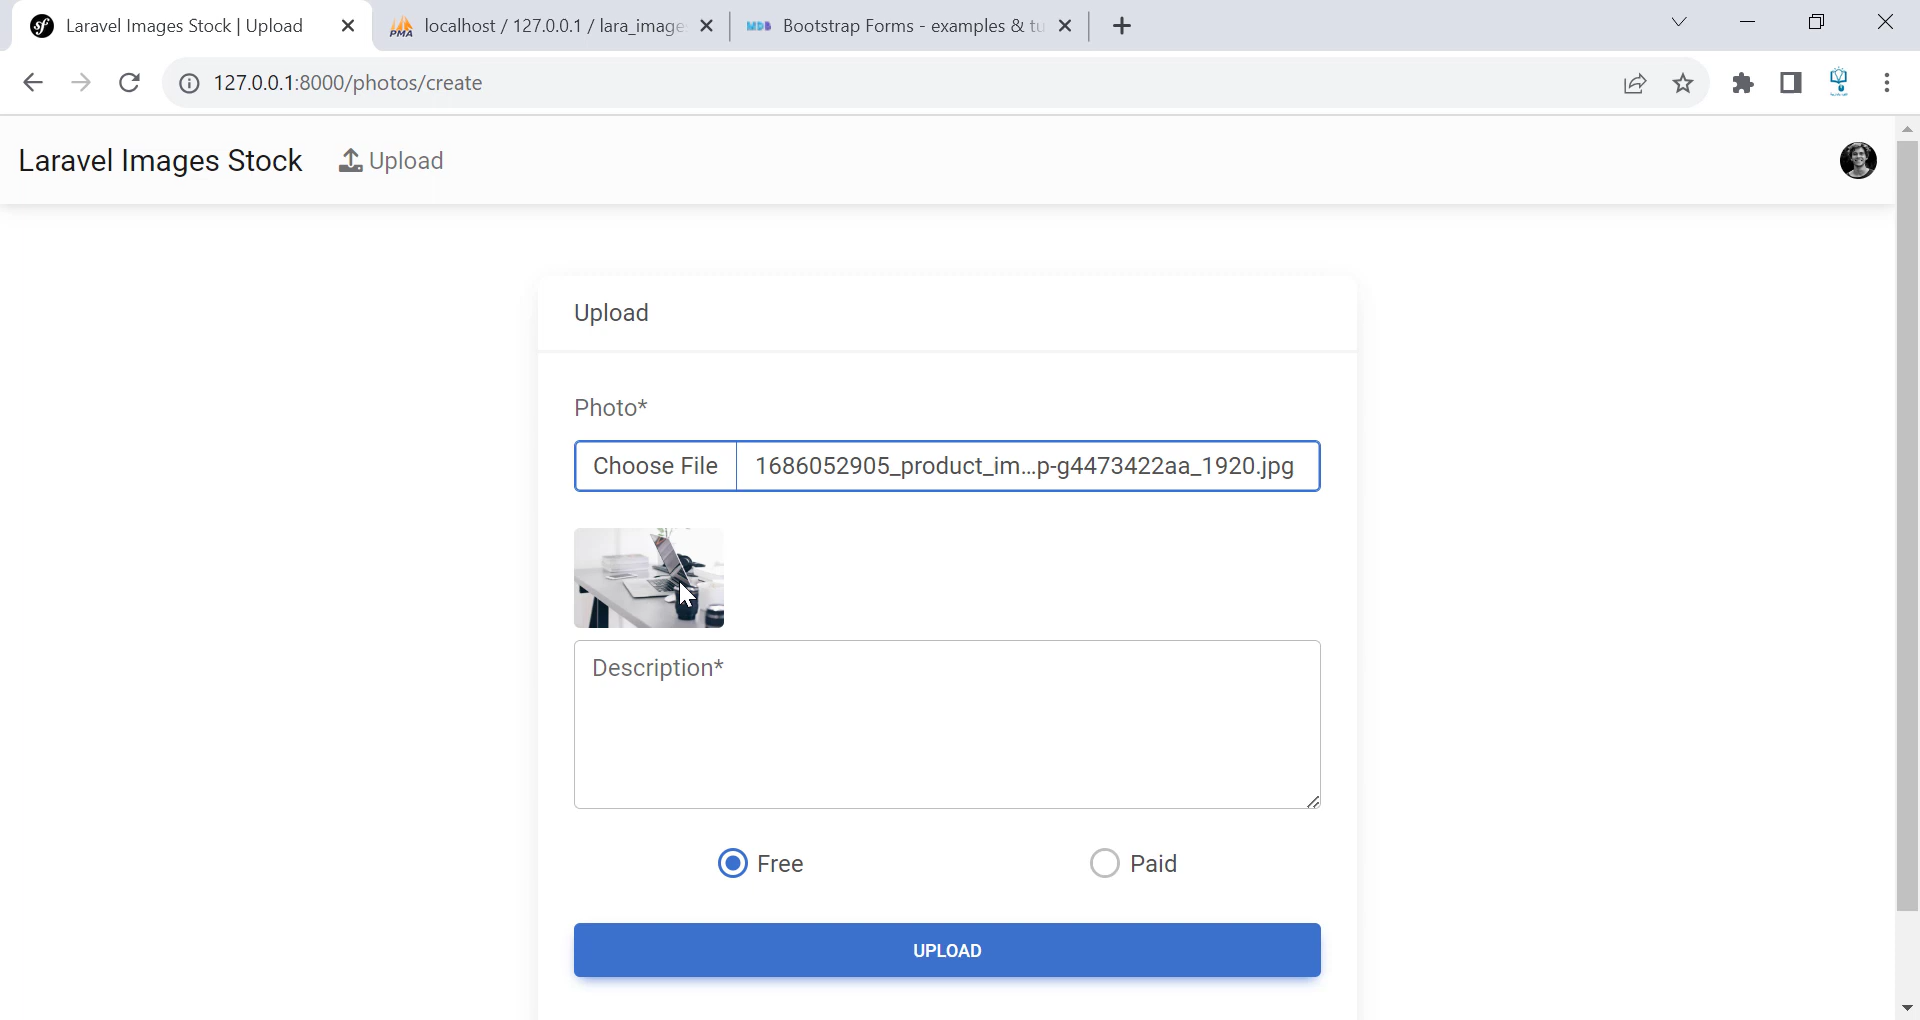 Laravel Images Stock | Upload
localhost / 127.0.0.1 / lara_image
MDB Bootstrap Forms - examples & tu
127.0.0.1:8000/photos/create
Laravel Images Stock Upload
Upload
Photo*
Choose File 1686052905_product_im...p-g4473422aa_1920.jpg
Description*
Free Paid
UPLOAD